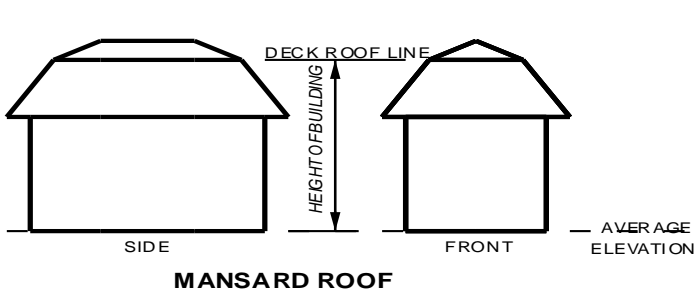 DECK ROOF LINE
HEIGHT OF BUILDING
AVERAGE
ELEVATION
SIDE
FRONT
MANSARD ROOF